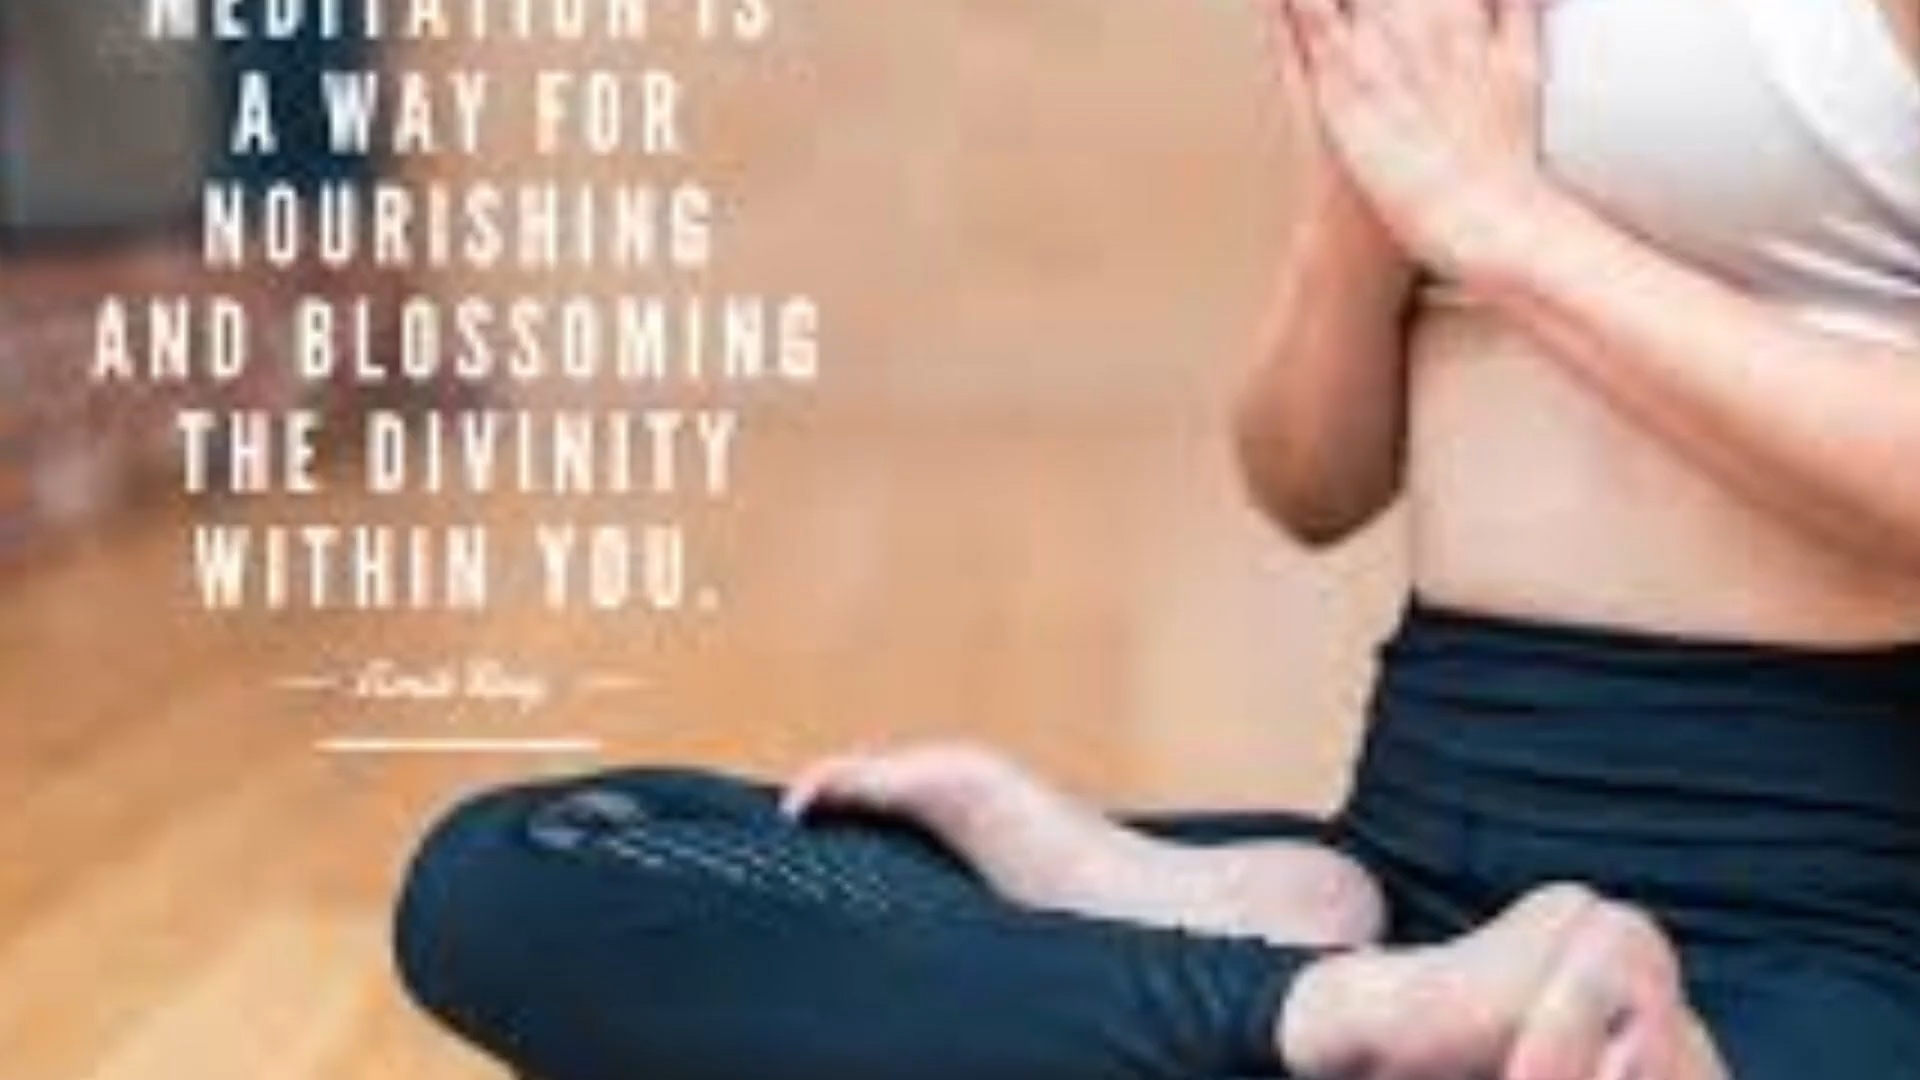 MEDITATION IS
A WAY FOR
NOURISHING
AND BLOSSOMING
THE DIVINITY
WITHIN YOU.